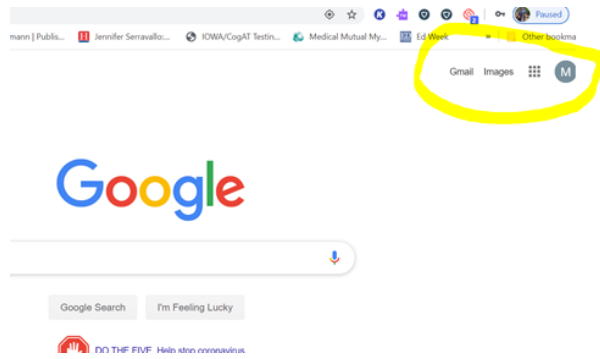 Paused
mann | Publis... H Jennifer Serravallo:... IOWA/CogAT Testin... Medical Mutual My... Ed Week » Other bookma
Gmail Images M
Google
Google Search I'm Feeling Lucky
DO THE FIVE. Help stop coronavirus.